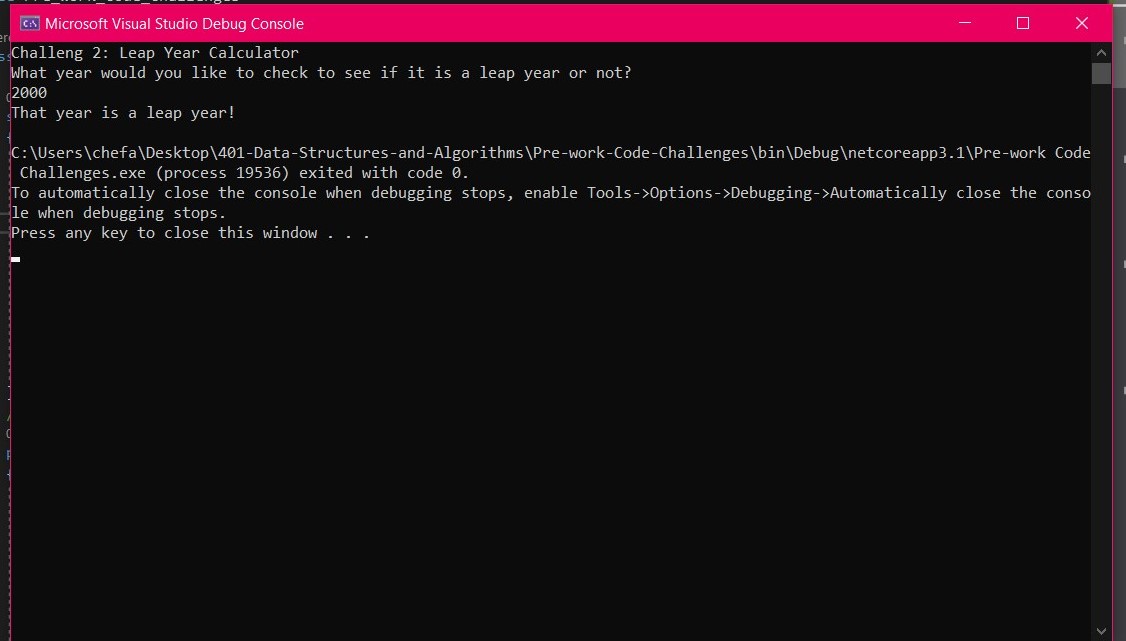 Microsoft Visual Studio Debug Console
Challeng 2: Leap Year Calculator
What year would you like to check to see if it is a leap year or not?
2000
That year is a leap year!
C:\Users\chefa\Desktop\401-Data-Structures-and-Algorithms\Pre-work-Code-Challenges\bin\Debug\netcoreapp3.1\Pre-work Code
 Challenges.exe (process 19536) exited with code 0.
To automatically close the console when debugging stops, enable Tools->Options->Debugging->Automatically close the conso
le when debugging stops.
Press any key to close this window . . .